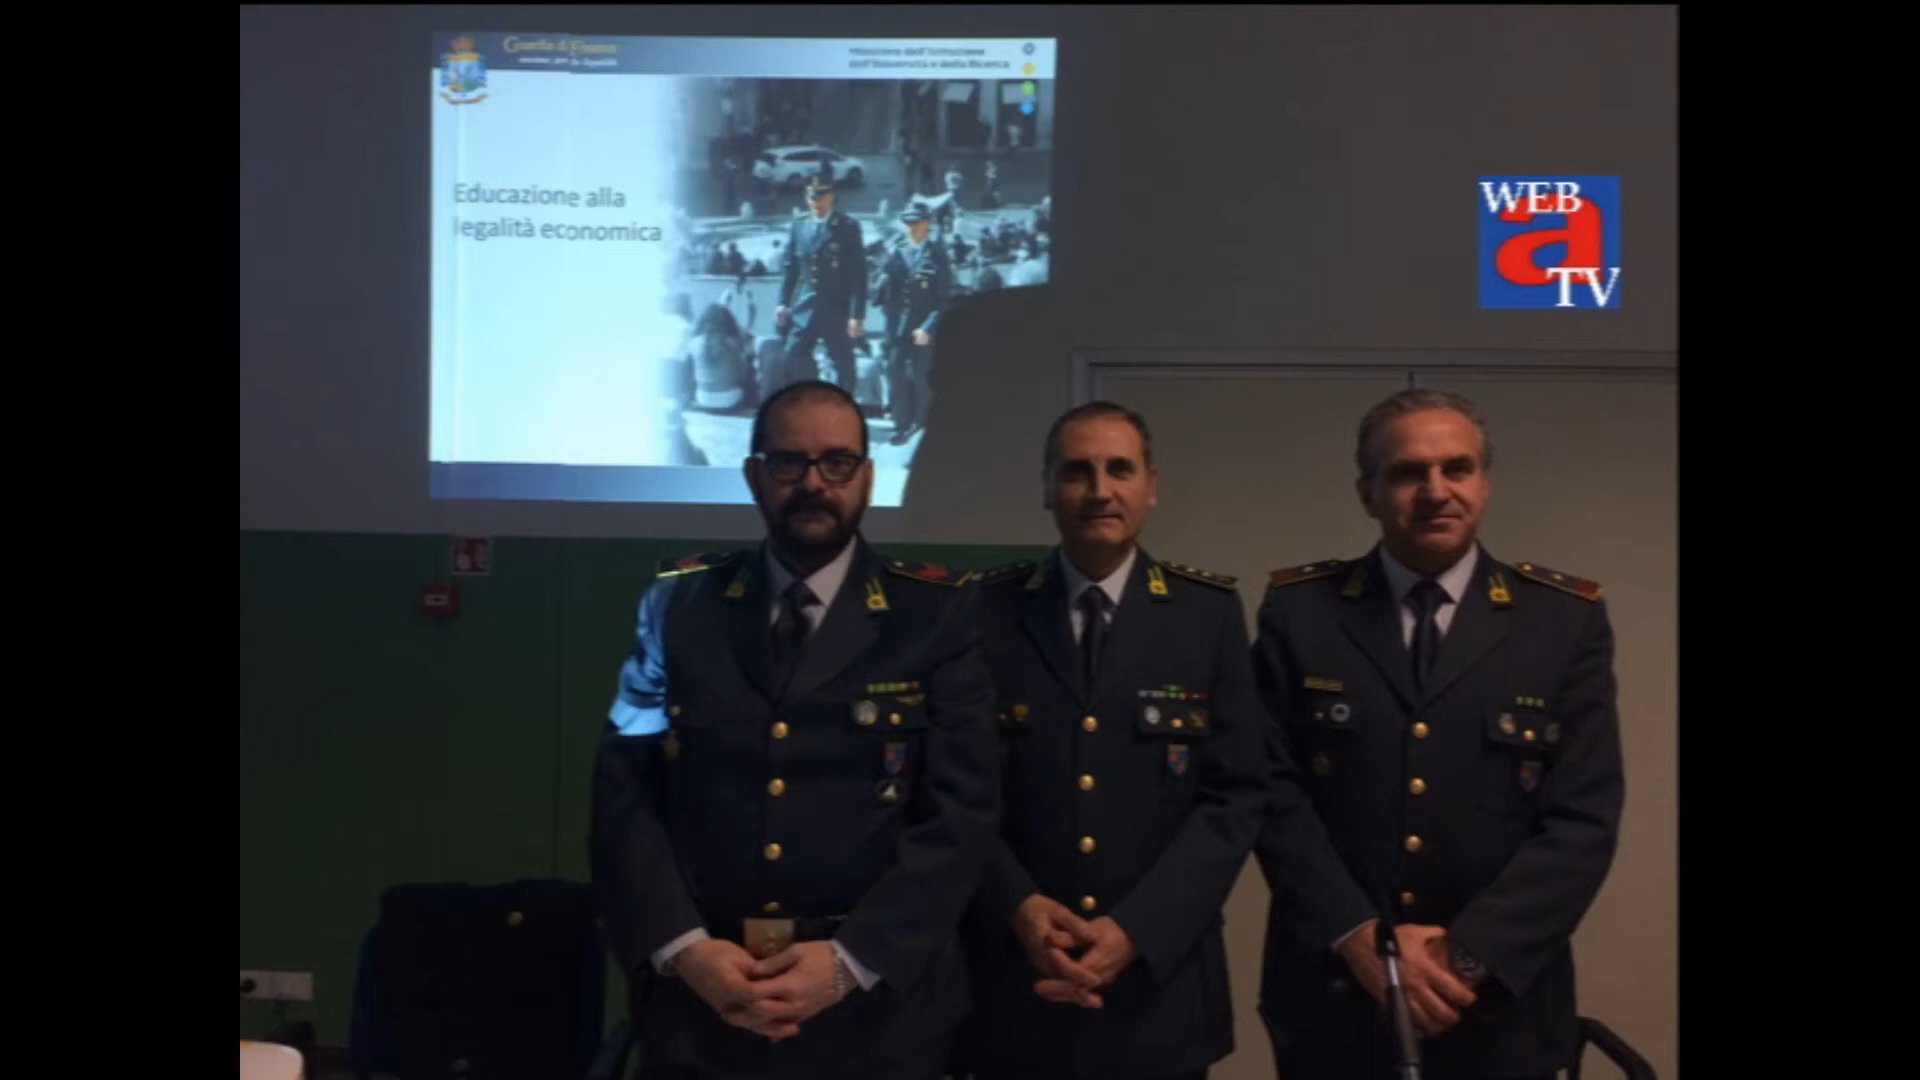 Guardia di Finanza
Ministero dell'Istruzione
dell'Università e della Ricerca
Educazione alla
legalità economica
WEB
a
TV